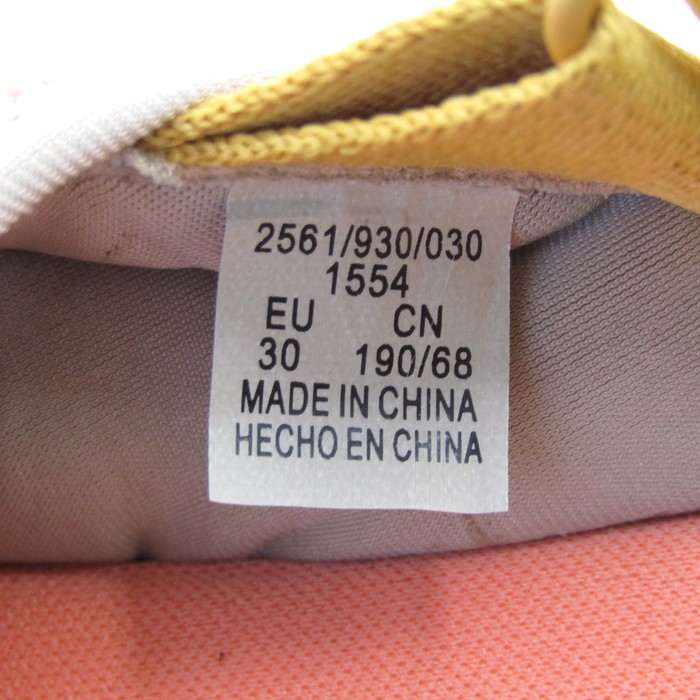 2561/930/030
1554
EU CN
30 190/68
MADE IN CHINA
HECHO EN CHINA